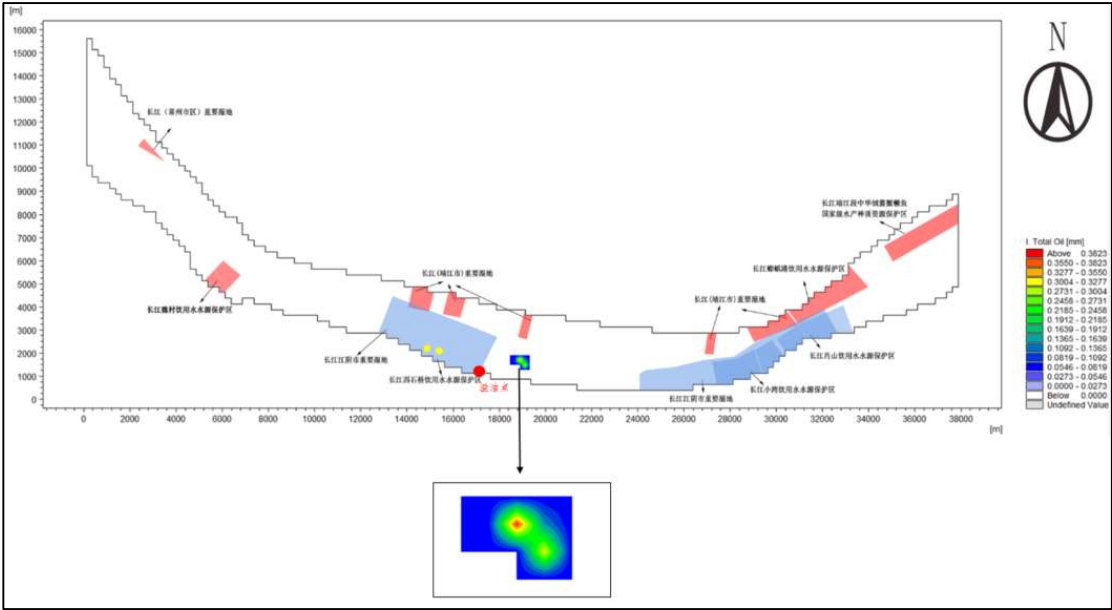 [m]
16000
15000
14000
13000
12000
11000
10000
9000
8000
7000
6000
5000
4000
3000
2000
1000
0
0 2000 4000 6000 8000 10000 12000 14000 16000 18000 20000 22000 24000 26000 28000 30000 32000 34000 36000 38000
[m]
N
长江（常州市区）重要湿地
长江魏村饮用水水源保护区
长江(靖江市)重要湿地
长江江阴市重要湿地
长江西石桥饮用水水源保护区
溢油点
长江靖江段中华绒螯蟹鳜鱼
国家级水产种质资源保护区
长江蟛蜞港饮用水水源保护区
长江(靖江市)重要湿地
长江肖山饮用水水源保护区
长江小湾饮用水水源保护区
长江江阴市重要湿地
l. Total Oil [mm]
Above 0.3823
0.3550 - 0.3823
0.3277 - 0.3550
0.3004 - 0.3277
0.2731 - 0.3004
0.2458 - 0.2731
0.2185 - 0.2458
0.1912 - 0.2185
0.1639 - 0.1912
0.1365 - 0.1639
0.1092 - 0.1365
0.0819 - 0.1092
0.0546 - 0.0819
0.0273 - 0.0546
0.0000 - 0.0273
Below 0.0000
Undefined Value